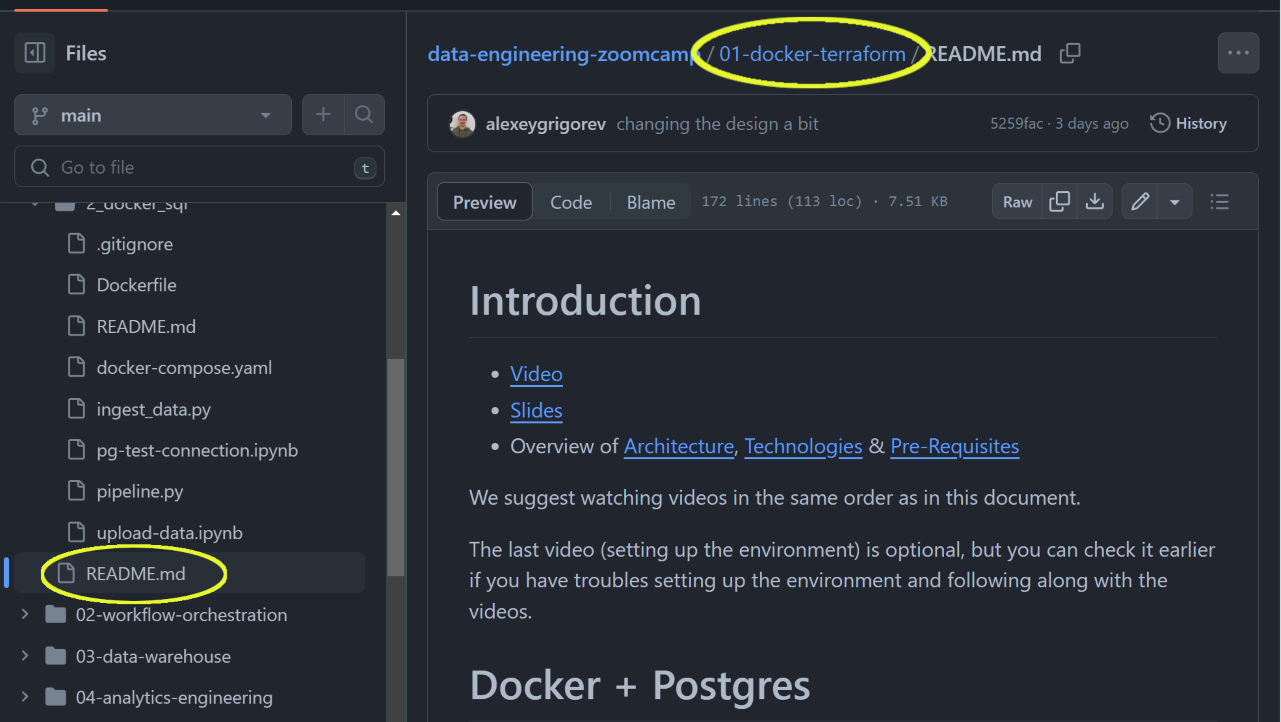 Files
main
Go to file
t
2_docker_sql
.gitignore
Dockerfile
README.md
docker-compose.yaml
ingest_data.py
pg-test-connection.ipynb
pipeline.py
upload-data.ipynb
README.md
02-workflow-orchestration
03-data-warehouse
04-analytics-engineering
data-engineering-zoomcamp / 01-docker-terraform / README.md
alexeygrigorev changing the design a bit
5259fac · 3 days ago
History
Preview
Code
Blame
172 lines (113 loc) · 7.51 KB
Raw
Introduction
• Video
• Slides
• Overview of Architecture, Technologies & Pre-Requisites
We suggest watching videos in the same order as in this document.
The last video (setting up the environment) is optional, but you can check it earlier
if you have troubles setting up the environment and following along with the
videos.
Docker + Postgres